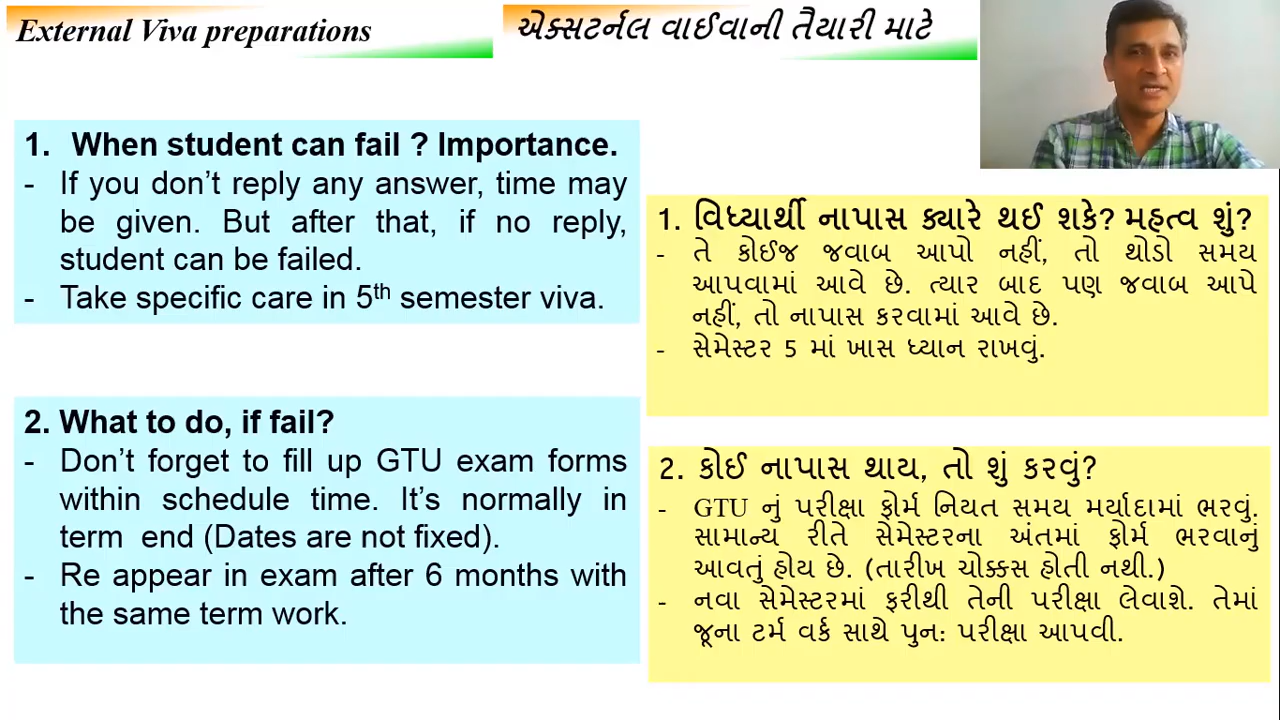 External Viva preparations
એક્સટર્નલ વાઈવાની તૈયારી માટે
1. When student can fail ? Importance.
- If you don't reply any answer, time may
be given. But after that, if no reply,
student can be failed.
- Take specific care in 5th semester viva.
2. What to do, if fail?
- Don't forget to fill up GTU exam forms
within schedule time. It's normally in
term end (Dates are not fixed).
- Re appear in exam after 6 months with
the same term work.
1. વિધ્યાર્થી નાપાસ ક્યારે થઈ શકે? મહત્વ શું?
- તે કોઈજ જવાબ આપો નહીં, તો થોડો સમય
આપવામાં આવે છે. ત્યાર બાદ પણ જવાબ આપે
નહીં, તો નાપાસ કરવામાં આવે છે.
- સેમેસ્ટર 5 માં ખાસ ધ્યાન રાખવું.
2. કોઈ નાપાસ થાય, તો શું કરવું?
- GTU નું પરીક્ષા ફોર્મ નિયત સમય મર્યાદામાં ભરવું.
સામાન્ય રીતે સેમેસ્ટરના અંતમાં ફોર્મ ભરવાનું
આવતું હોય છે. (તારીખ ચોક્કસ હોતી નથી.)
- નવા સેમેસ્ટરમાં ફરીથી તેની પરીક્ષા લેવાશે. તેમાં
જૂના ટર્મ વર્ક સાથે પુન: પરીક્ષા આપવી.